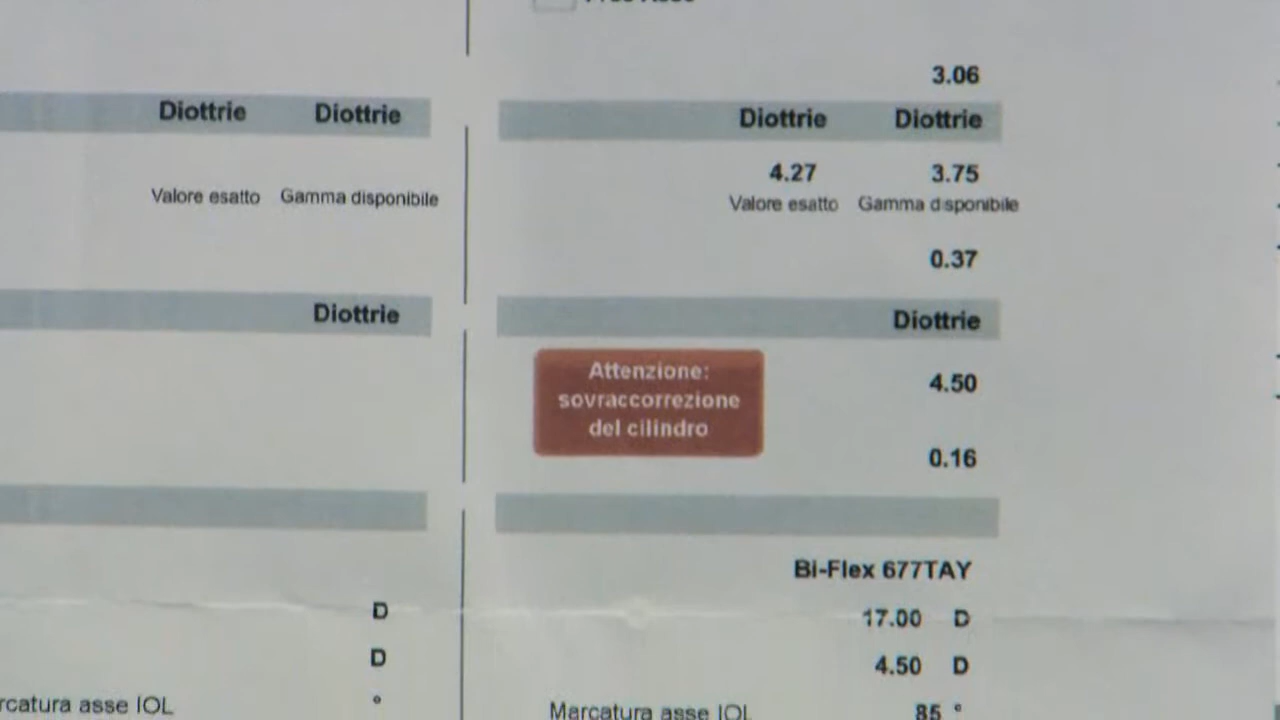 3.06
Diottrie Diottrie
Valore esatto Gamma disponibile
Diottrie
D
D
°
rcatura asse IOL
Diottrie Diottrie
4.27 3.75
Valore esatto Gamma d sponibile
0.37
Diottrie
Attenzione:
sovraccorrezione
del cilindro
4.50
0.16
Bi-Flex 677TAY
17.00 D
4.50 D
Marcatura asse IOL 85 °